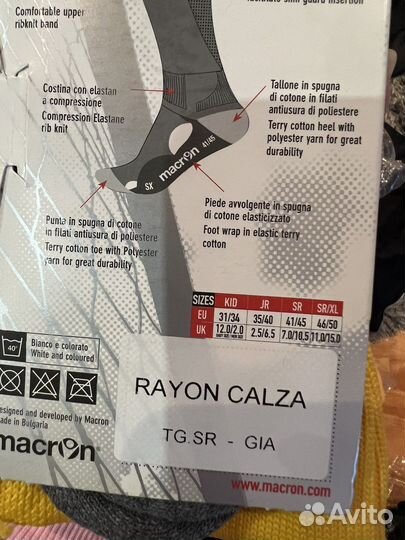 Comfortable upper
ribknit band
Costina con elastan
a compressione
Compression Elastane
rib knit
Tallone in spugna
di cotone in filati
antiusura di poliestere
Terry cotton heel with
polyester yarn for great
durability
SX
macron
41/45
Piede avvolgente in spugna
di cotone elasticizzato
Foot wrap in elastic terry
cotton
Punta in spugna di cotone
in filati antiusura di poliestere
Terry cotton toe with Polyester
yarn for great durability
SIZES KID JR SR SR/XL
EU 31/34 35/40 41/45 46/50
UK 12.0/2.0 2.5/6.5 7.0/10.5 11.0/15.0
40°
Bianco e colorato
White and coloured
RAYON CALZA
TG.SR - GIA
esigned and developed by Macron
ade in Bulgaria
macron
www.macron.com
Avito